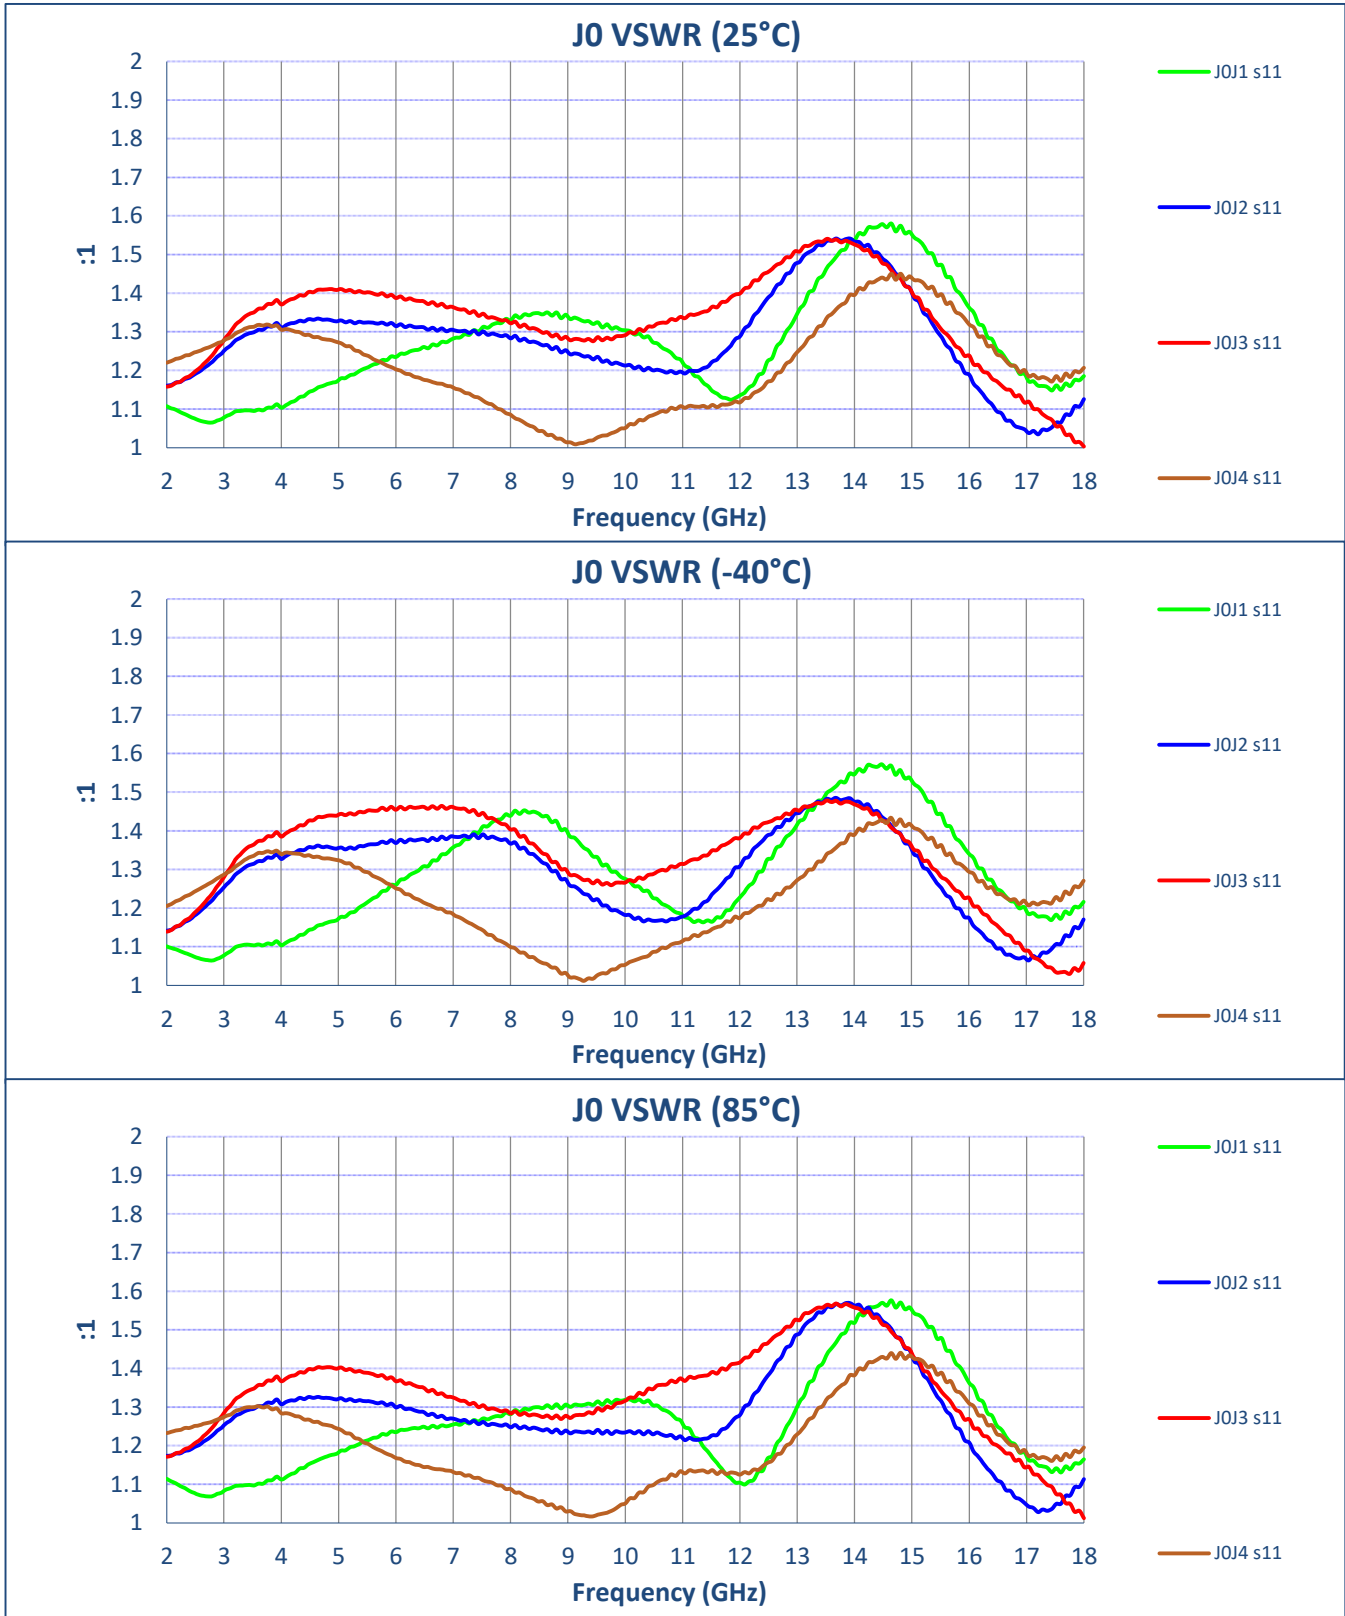 J0 VSWR (25°C)
2
1.9
1.8
1.7
1.6
1.5
1.4
1.3
1.2
1.1
1
:1
2 3 4 5 6 7 8 9 10 11 12 13 14 15 16 17 18
Frequency (GHz)
J0J1 s11
J0J2 s11
J0J3 s11
J0J4 s11
J0 VSWR (-40°C)
2
1.9
1.8
1.7
1.6
1.5
1.4
1.3
1.2
1.1
1
:1
2 3 4 5 6 7 8 9 10 11 12 13 14 15 16 17 18
Frequency (GHz)
J0J1 s11
J0J2 s11
J0J3 s11
J0J4 s11
J0 VSWR (85°C)
2
1.9
1.8
1.7
1.6
1.5
1.4
1.3
1.2
1.1
1
:1
2 3 4 5 6 7 8 9 10 11 12 13 14 15 16 17 18
Frequency (GHz)
J0J1 s11
J0J2 s11
J0J3 s11
J0J4 s11